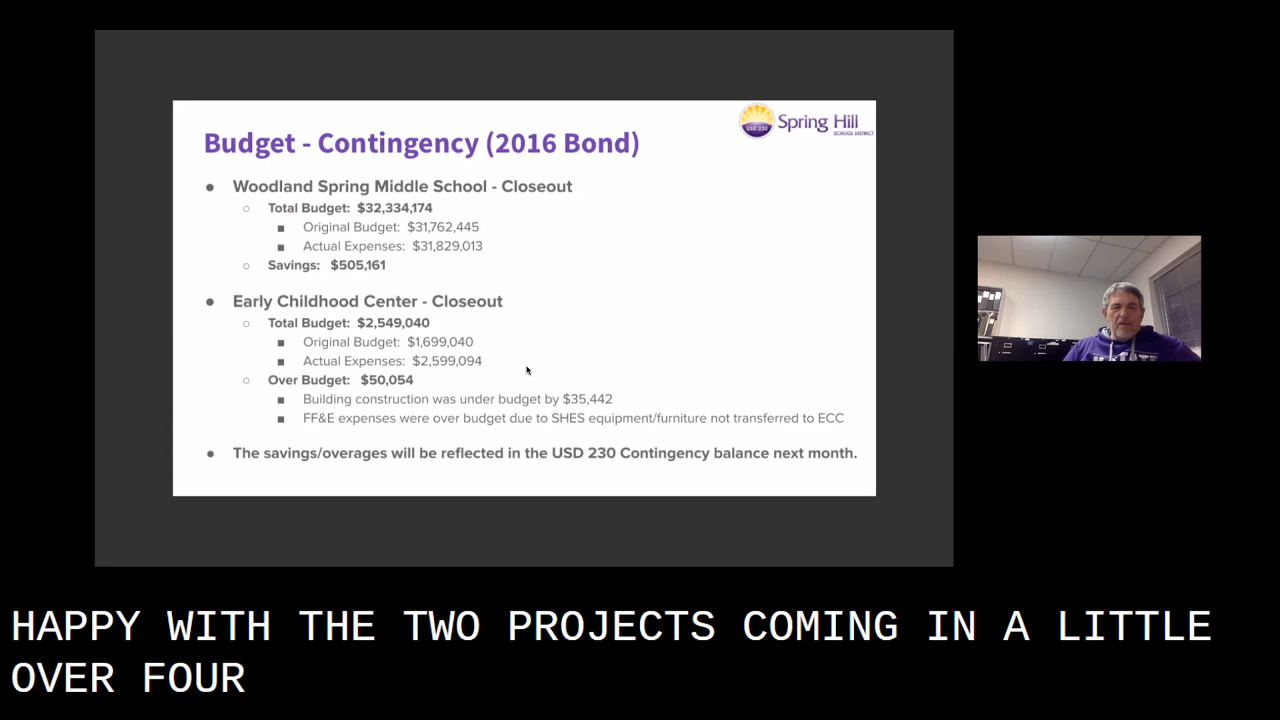 USD 230
Spring Hill
SCHOOL DISTRICT
Budget - Contingency (2016 Bond)
● Woodland Spring Middle School - Closeout
○ Total Budget: $32,334,174
■ Original Budget: $31,762,445
■ Actual Expenses: $31,829,013
○ Savings: $505,161
● Early Childhood Center - Closeout
○ Total Budget: $2,549,040
■ Original Budget: $1,699,040
■ Actual Expenses: $2,599,094
○ Over Budget: $50,054
■ Building construction was under budget by $35,442
■ FF&E expenses were over budget due to SHES equipment/furniture not transferred to ECC
● The savings/overages will be reflected in the USD 230 Contingency balance next month.
HAPPY WITH THE TWO PROJECTS COMING IN A LITTLE
OVER FOUR